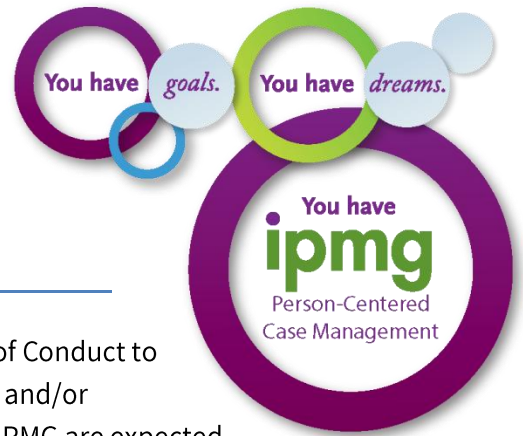 You have goals. You have dreams.
You have
ipmg
Person-Centered
Case Management
of Conduct to
and/or
PMG are expected